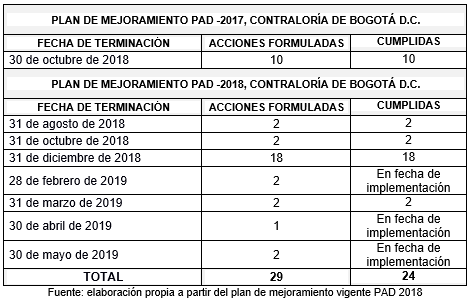 PLAN DE MEJORAMIENTO PAD -2017, CONTRALORÍA DE BOGOTÁ D.C.
FECHA DE TERMINACIÓN ACCIONES FORMULADAS CUMPLIDAS
30 de octubre de 2018 10 10
PLAN DE MEJORAMIENTO PAD -2018, CONTRALORÍA DE BOGOTÁ D.C.
FECHA DE TERMINACIÓN ACCIONES FORMULADAS CUMPLIDAS
31 de agosto de 2018 2 2
31 de octubre de 2018 2 2
31 de diciembre de 2018 18 18
28 de febrero de 2019 2 En fecha de
implementación
31 de marzo de 2019 2 2
30 de abril de 2019 1 En fecha de
implementación
30 de mayo de 2019 2 En fecha de
implementación
TOTAL 29 24
Fuente: elaboración propia a partir del plan de mejoramiento vigente PAD 2018